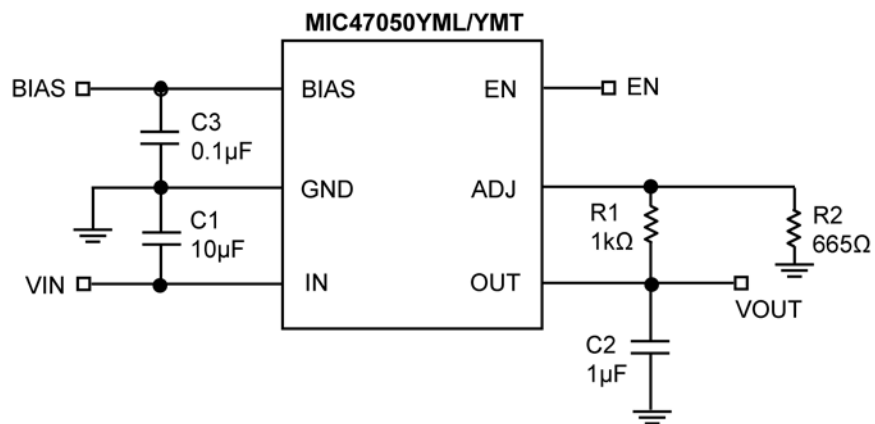 MIC47050YML/YMT
BIAS
BIAS
EN
EN
C3
0.1µF
GND
ADJ
C1
10µF
R1
1kΩ
R2
665Ω
VIN
IN
OUT
VOUT
C2
1µF